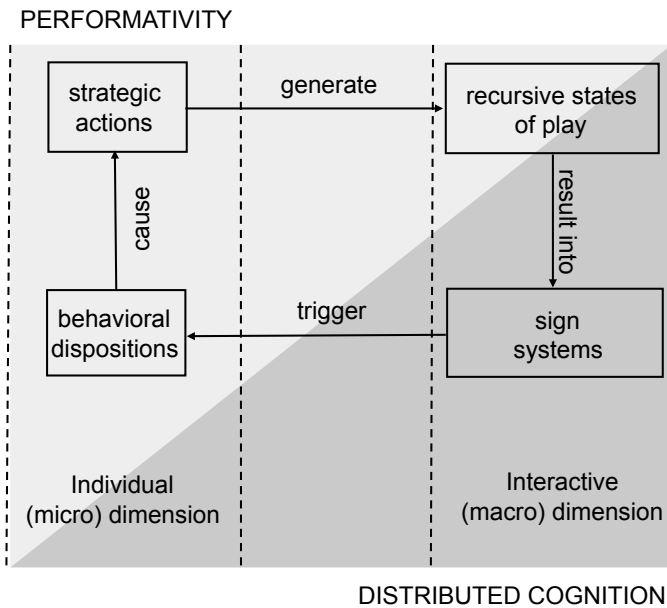 PERFORMATIVITY
strategic
actions
generate
recursive states
of play
cause
result into
behavioral
dispositions
trigger
sign
systems
Individual
(micro) dimension
Interactive
(macro) dimension
DISTRIBUTED COGNITION